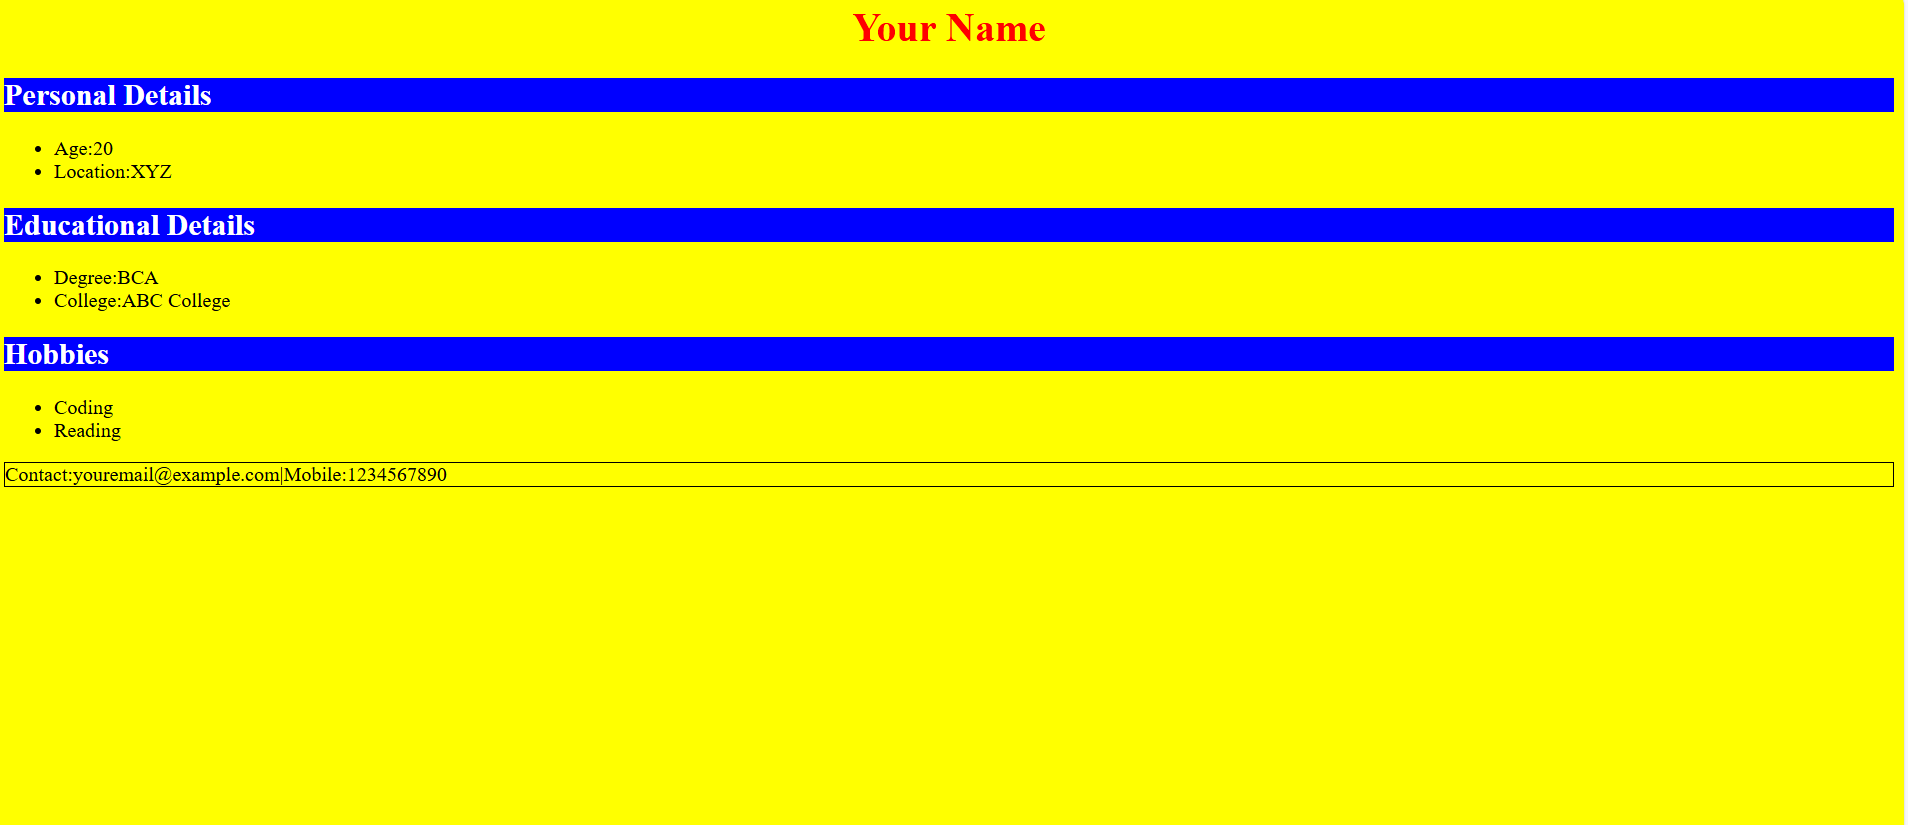 Your Name
Personal Details
Age:20
Location:XYZ
Educational Details
Degree:BCA
College:ABC College
Hobbies
Coding
Reading
Contact:youremail@example.com|Mobile:1234567890